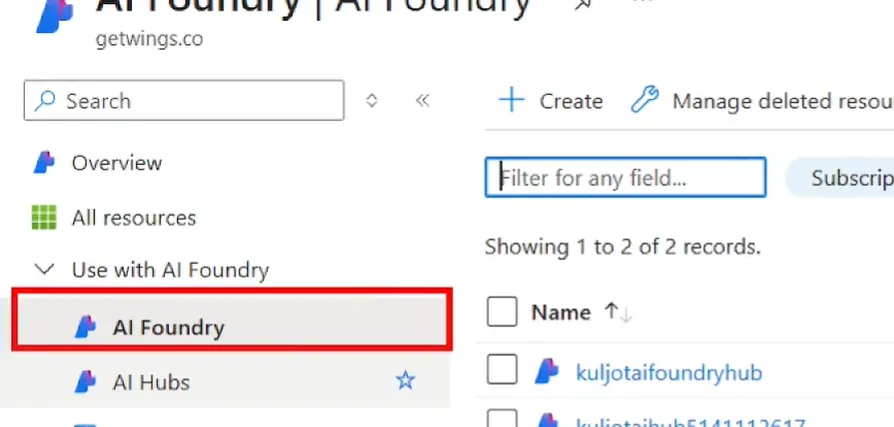 AI Foundry | AI Foundry
getwings.co
Search
Create
Manage deleted resou
Overview
Filter for any field...
Subscrip
All resources
Showing 1 to 2 of 2 records.
Use with AI Foundry
Name
AI Foundry
AI Hubs
kuljotaifoundryhub
kuljotaihub5141112617